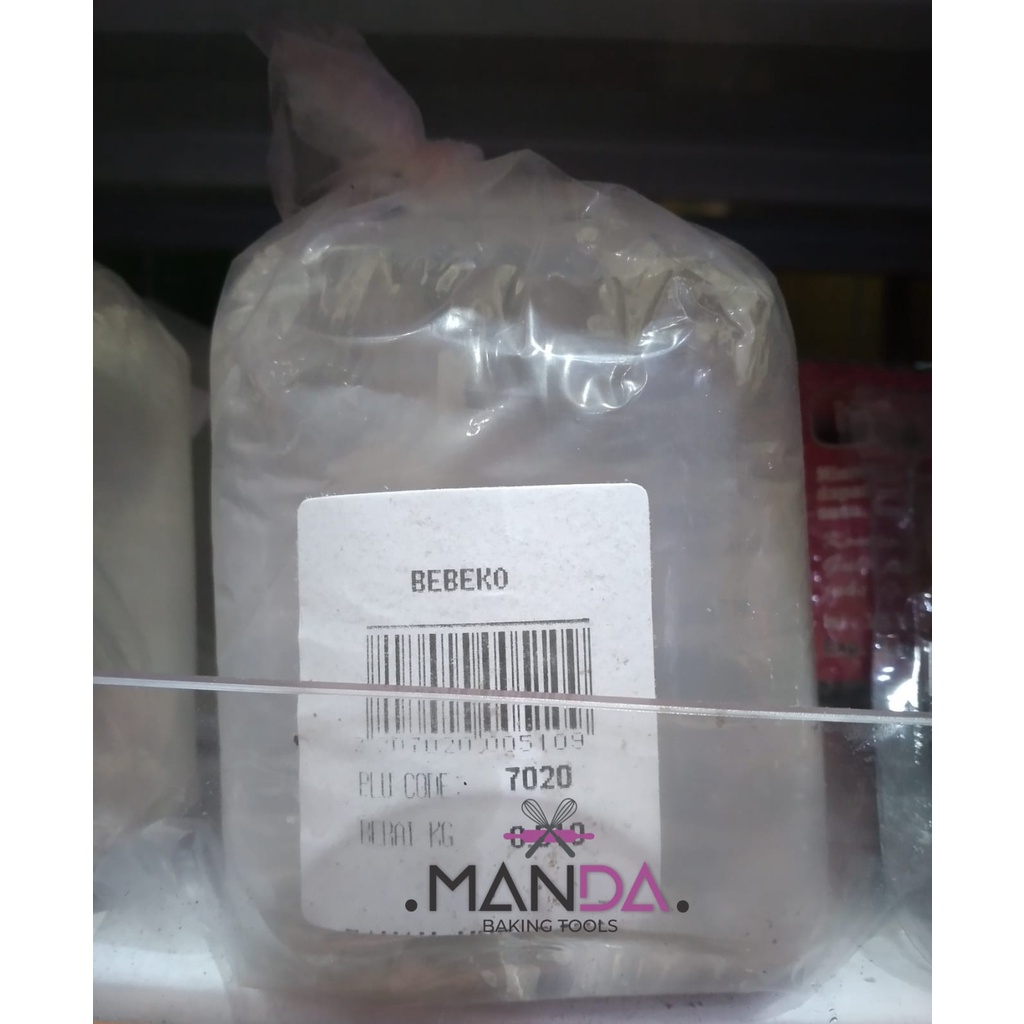 BEBEKO
PLU CODE: 7020
BERAT KG
.MANDA.
BAKING TOOLS